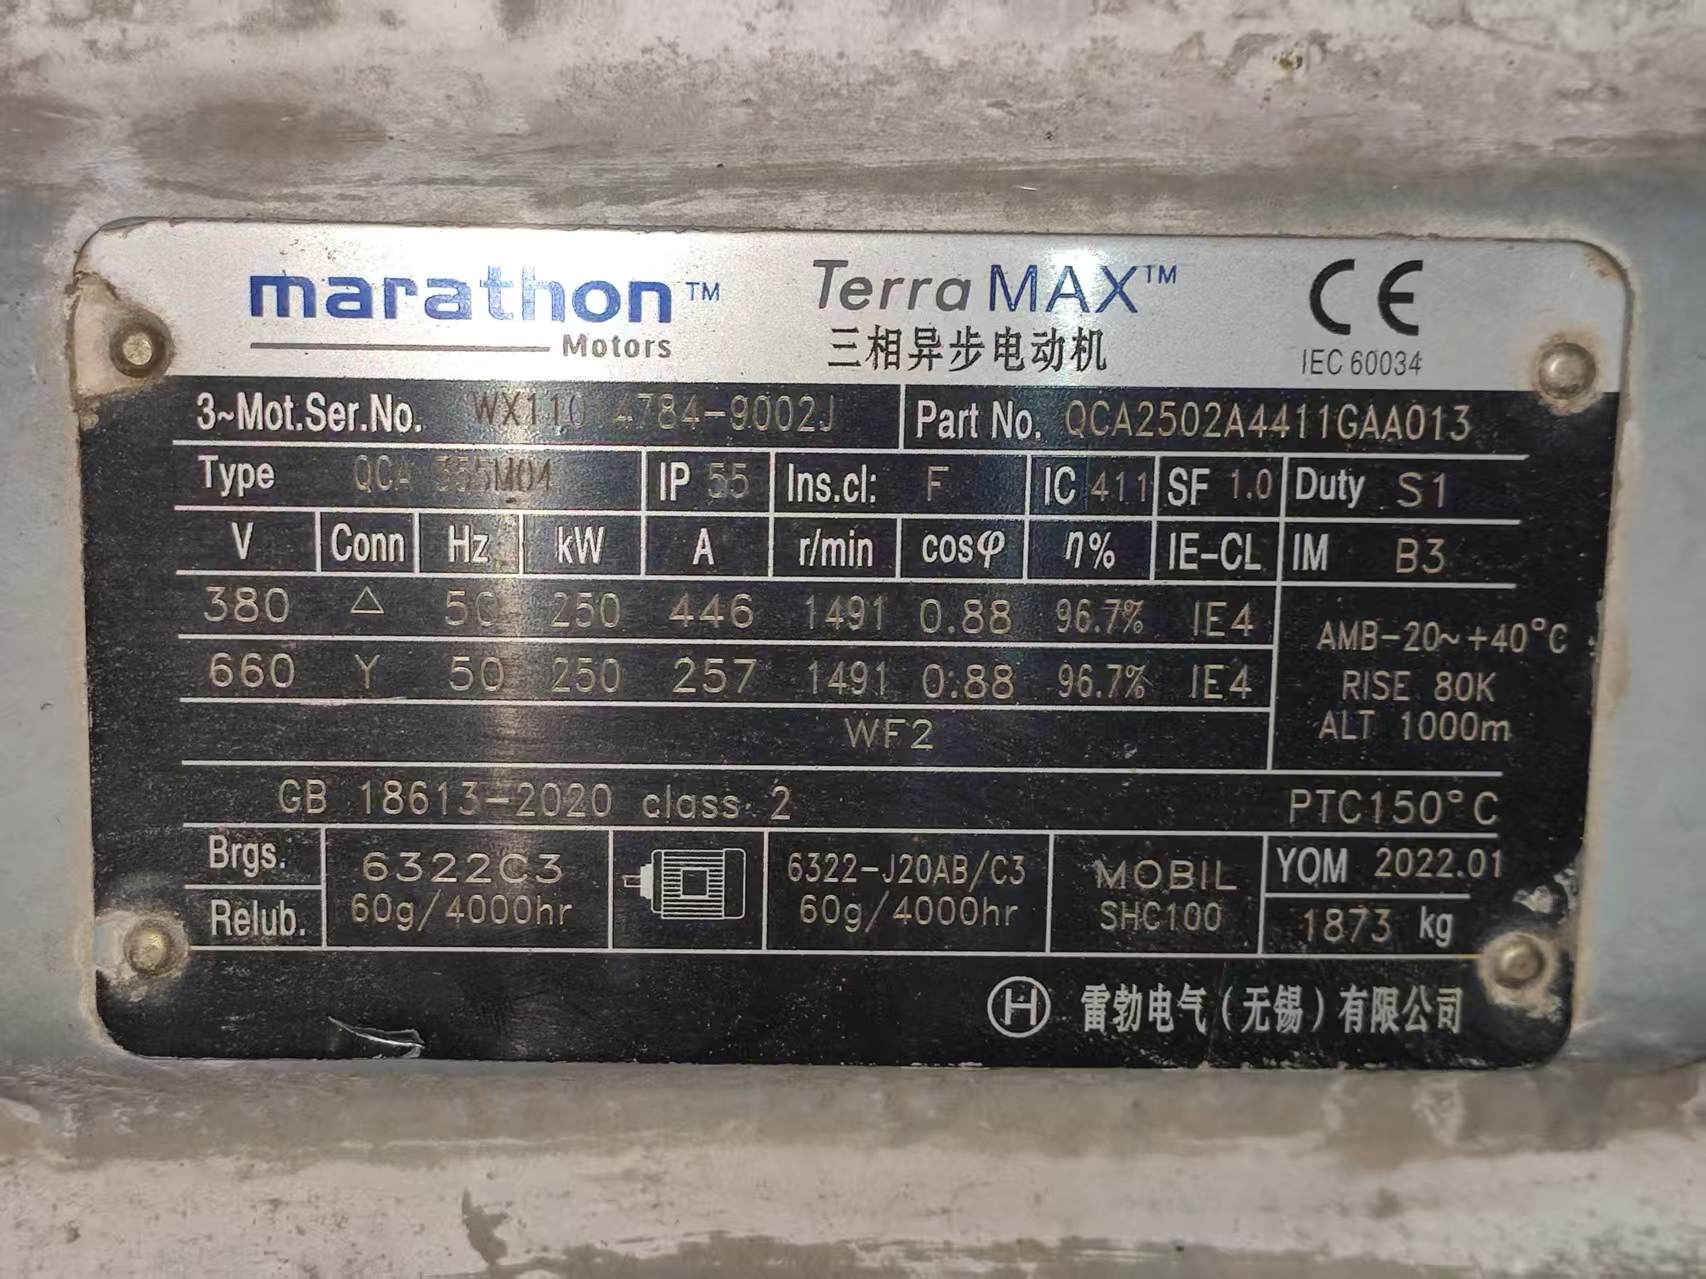 marathon™ TerraMAX™ CE
Motors 三相异步电动机 IEC 60034
3~Mot.Ser.No. 4784-9002J Part No. QCA2502A4411GAA013
Type QCA 355M04 IP 55 Ins.cl: F IC 411 SF 1.0 Duty S1
V Conn Hz kW A r/min cosφ η% IE-CL IM B3
380 △ 50 250 446 1491 0.88 96.7% IE4
AMB-20~+40°C
660 Y 50 250 257 1491 0.88 96.7% IE4
RISE 80K
WF2 ALT 1000m
GB 18613-2020 class 2 PTC150°C
Brgs. 6322C3 6322-J20AB/C3 MOBIL YOM 2022.01
Relub. 60g/4000hr 60g/4000hr SHC100 1873 kg
H 雷勃电气(无锡)有限公司